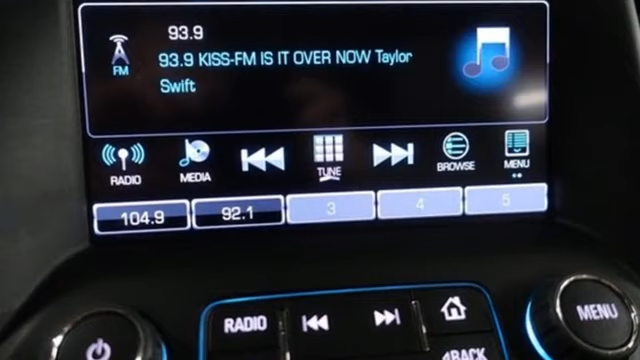 93.9
FM
93.9 KISS-FM IS IT OVER NOW Taylor
Swift
RADIO
MEDIA
TUNE
BROWSE
MENU
104.9
92.1
3
4
5
RADIO
MENU
BACK